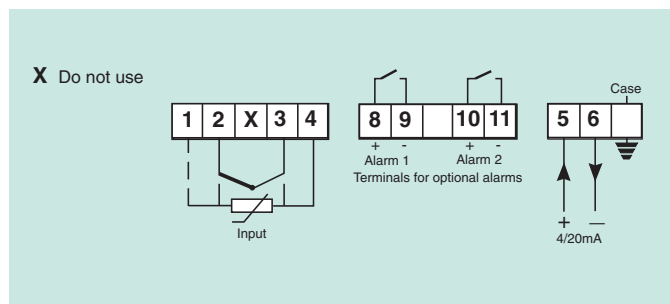 X Do not use
1 2 X 3 4
Input
8 9 10 11
+ - + -
Alarm 1 Alarm 2
Terminals for optional alarms
Case
5 6
+ —
4/20mA